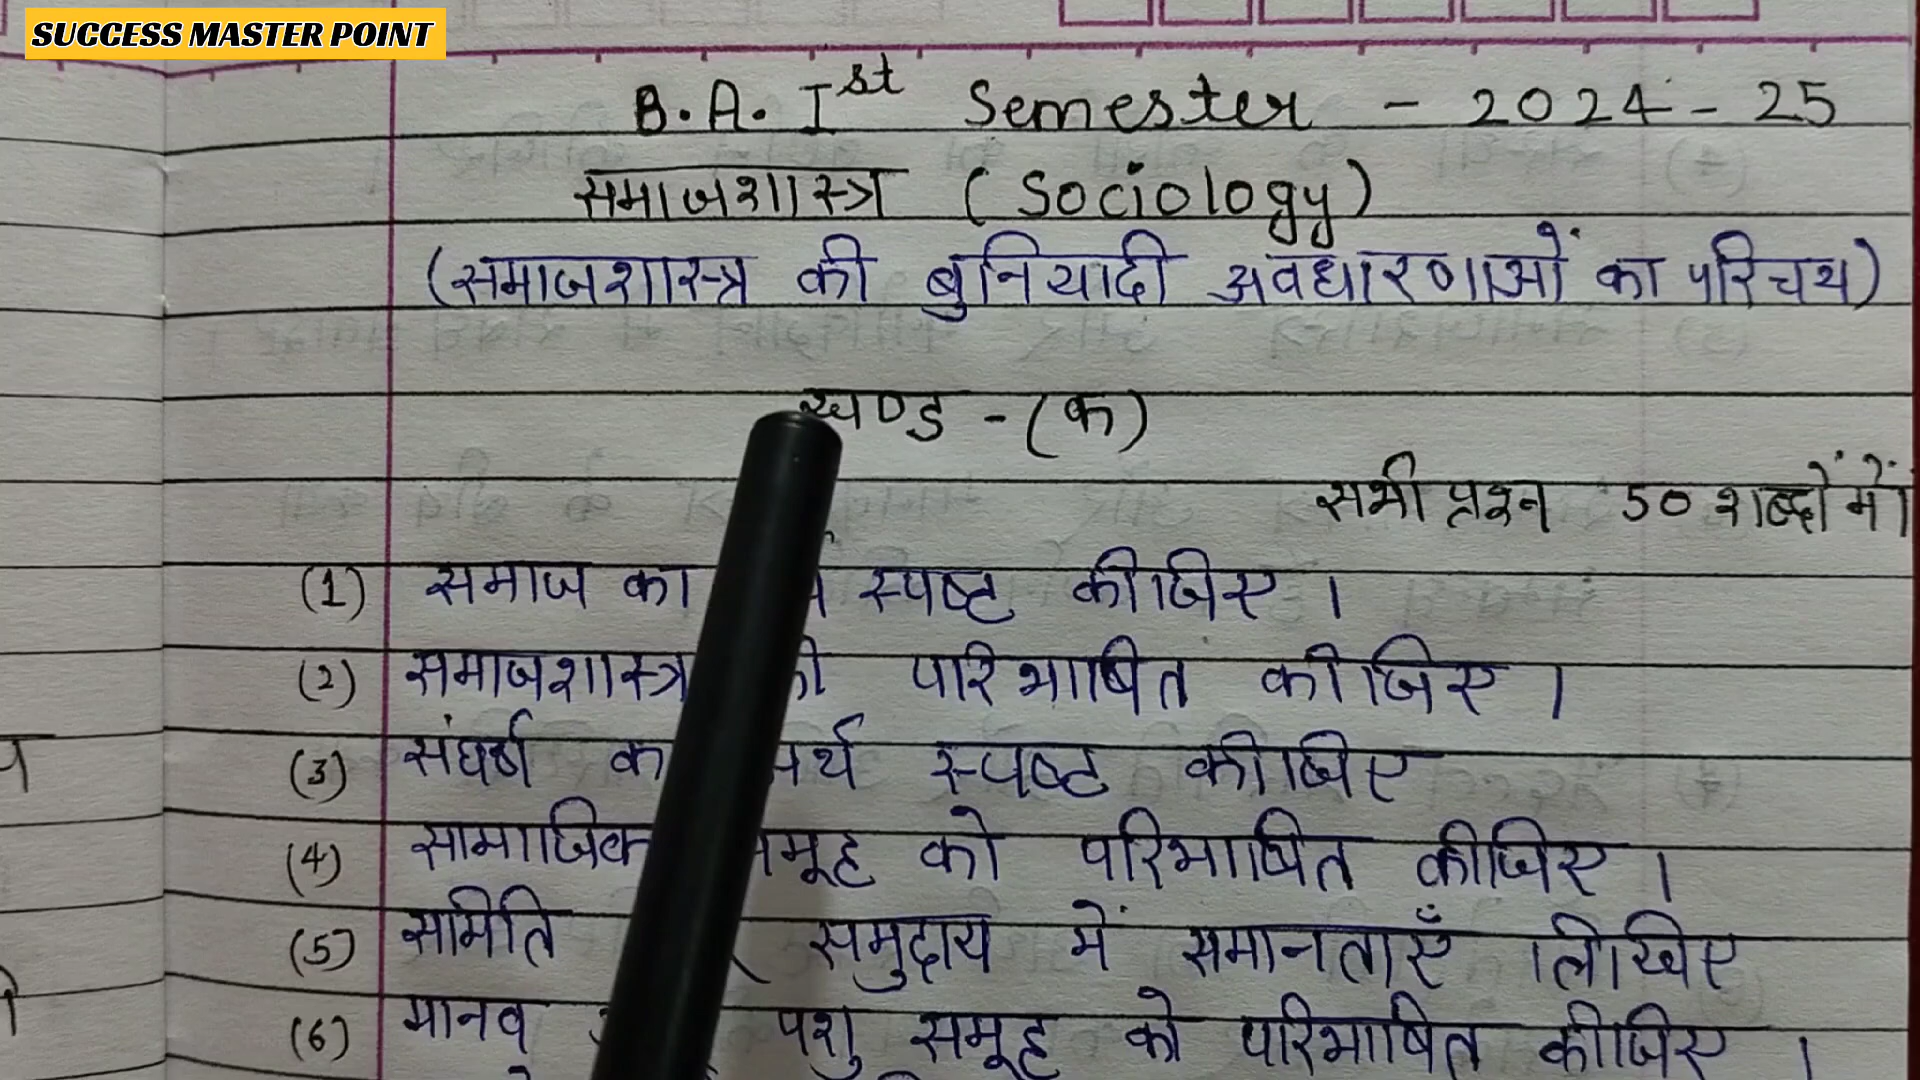 SUCCESS MASTER POINT
B.A. Ist Semester - 2024-25
समाजशास्त्र (Sociology)
(समाजशास्त्र की बुनियादी अवधारणाओं का परिचय)
खण्ड - (क)
सभी प्रश्न 50 शब्दों में।
(1) समाज का स्पष्ट कीजिए ।
(2) समाजशास्त्र परिभाषित कीजिए ।
(3) संघर्ष स्पष्ट कीजिए
(4) सामाजिक को परिभाषित कीजिए ।
(5) समिति समुदाय में समानताएँ लिखिए
(6) मानव पशु समूह को परिभाषित कीजिए ।